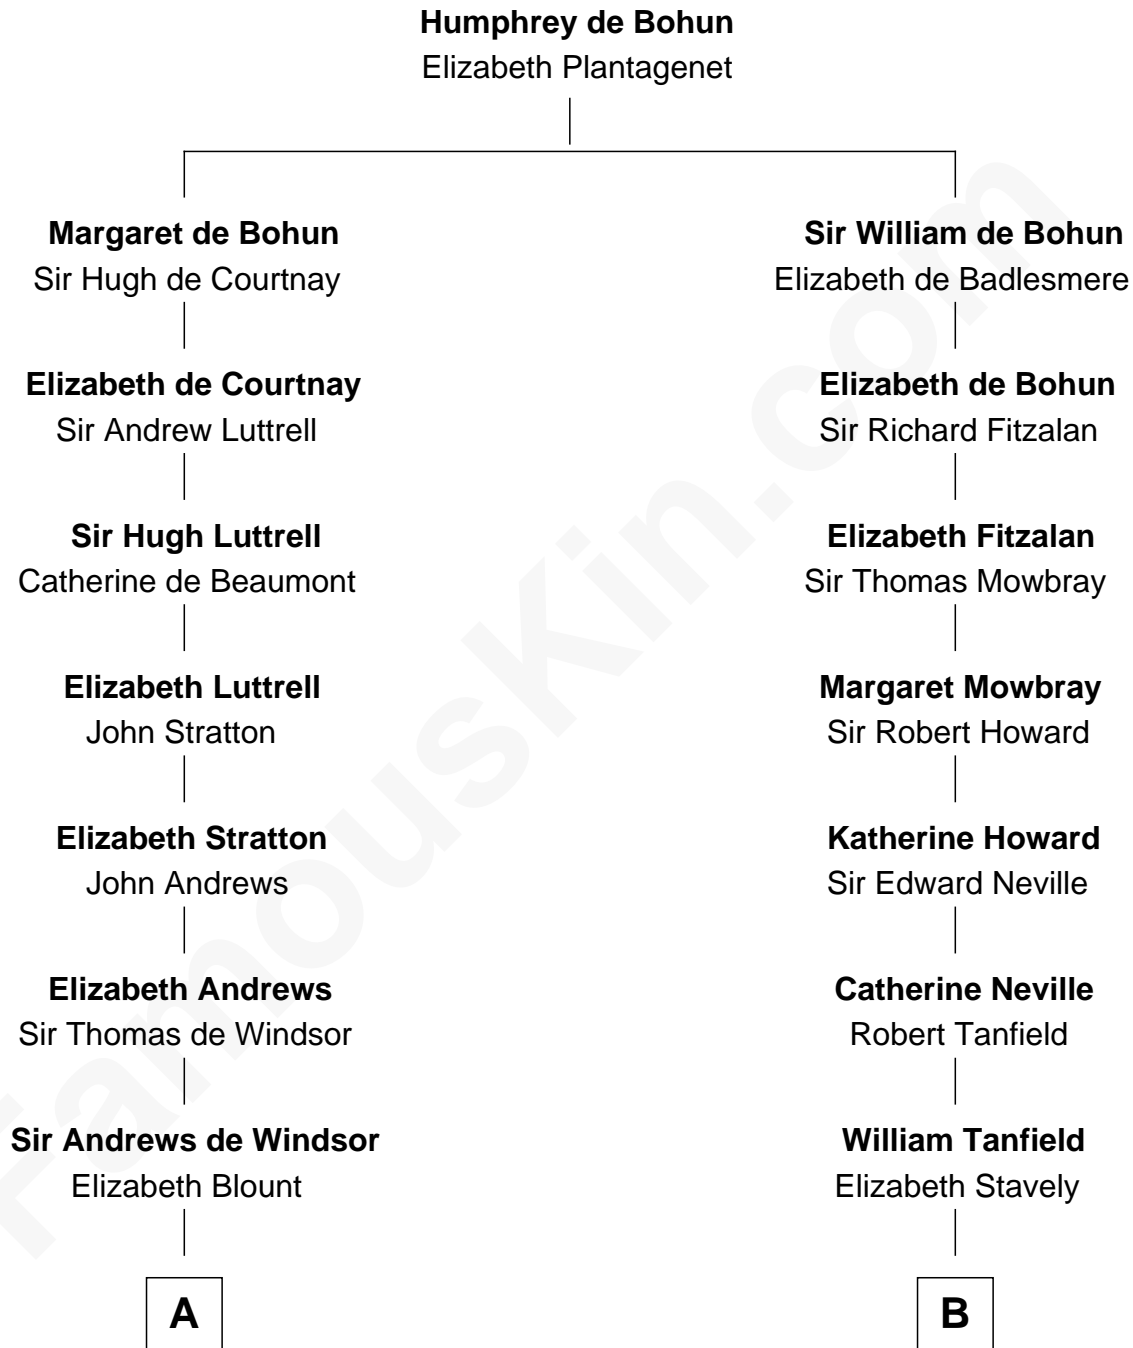 Humphrey de Bohun
Elizabeth Plantagenet
Margaret de Bohun
Sir Hugh de Courtnay
Sir William de Bohun
Elizabeth de Badlesmere
Elizabeth de Courtnay
Sir Andrew Luttrell
Elizabeth de Bohun
Sir Richard Fitzalan
Sir Hugh Luttrell
Catherine de Beaumont
Elizabeth Fitzalan
Sir Thomas Mowbray
Elizabeth Luttrell
John Stratton
Margaret Mowbray
Sir Robert Howard
Elizabeth Stratton
John Andrews
Katherine Howard
Sir Edward Neville
Elizabeth Andrews
Sir Thomas de Windsor
Catherine Neville
Robert Tanfield
Sir Andrews de Windsor
Elizabeth Blount
William Tanfield
Elizabeth Stavely
A
B
FamousKin.com